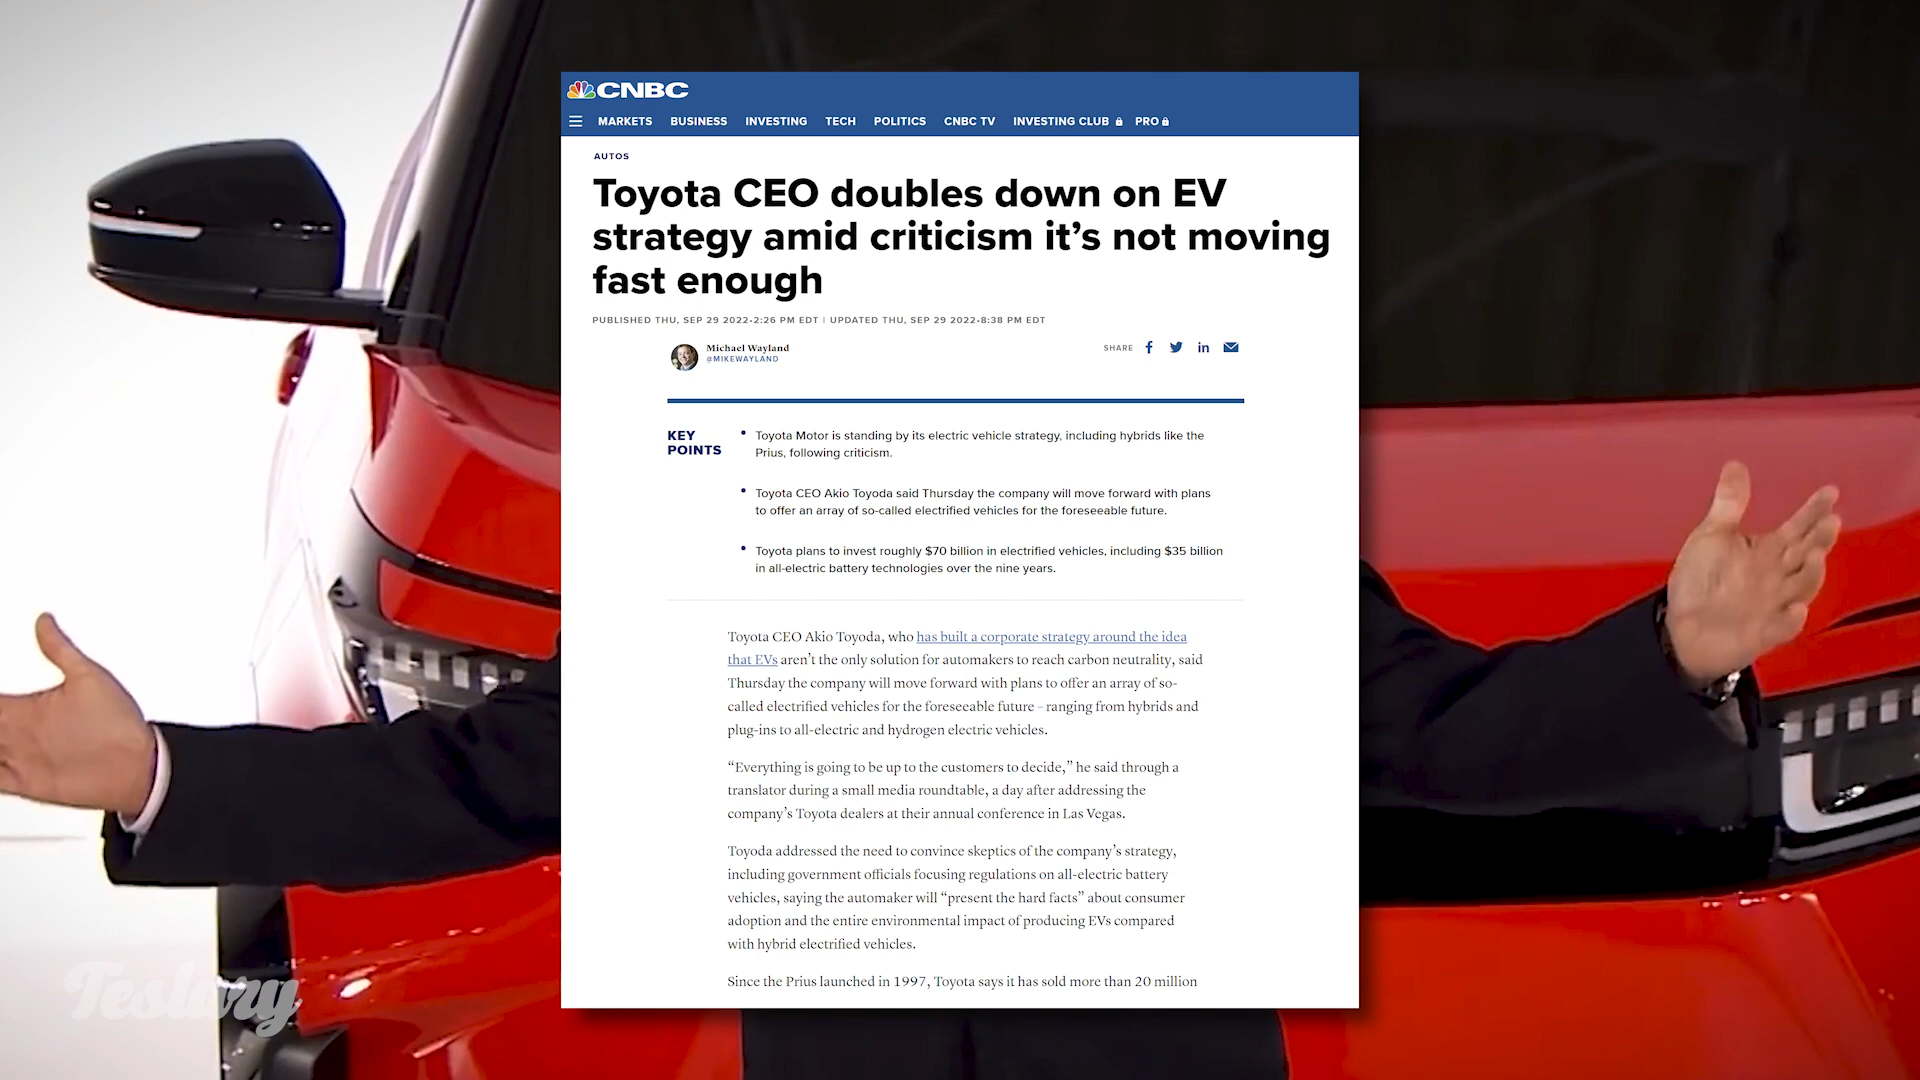 CNBC
MARKETS BUSINESS INVESTING TECH POLITICS CNBC TV INVESTING CLUB PRO
AUTOS
Toyota CEO doubles down on EV
strategy amid criticism it’s not moving
fast enough
PUBLISHED THU, SEP 29 2022•2:26 PM EDT | UPDATED THU, SEP 29 2022•8:38 PM EDT
Michael Wayland
@MIKEWAYLAND
SHARE
KEY
POINTS
• Toyota Motor is standing by its electric vehicle strategy, including hybrids like the
Prius, following criticism.
• Toyota CEO Akio Toyoda said Thursday the company will move forward with plans
to offer an array of so-called electrified vehicles for the foreseeable future.
• Toyota plans to invest roughly $70 billion in electrified vehicles, including $35 billion
in all-electric battery technologies over the nine years.
Toyota CEO Akio Toyoda, who has built a corporate strategy around the idea
that EVs aren’t the only solution for automakers to reach carbon neutrality, said
Thursday the company will move forward with plans to offer an array of so-
called electrified vehicles for the foreseeable future – ranging from hybrids and
plug-ins to all-electric and hydrogen electric vehicles.
“Everything is going to be up to the customers to decide,” he said through a
translator during a small media roundtable, a day after addressing the
company’s Toyota dealers at their annual conference in Las Vegas.
Toyoda addressed the need to convince skeptics of the company’s strategy,
including government officials focusing regulations on all-electric battery
vehicles, saying the automaker will “present the hard facts” about consumer
adoption and the entire environmental impact of producing EVs compared
with hybrid electrified vehicles.
Since the Prius launched in 1997, Toyota says it has sold more than 20 million
Teslary